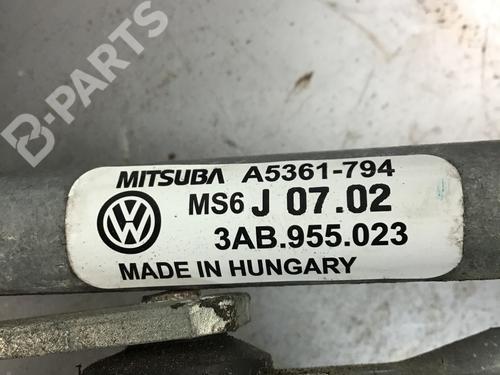 B-PARTS
MITSUBA A5361-794
MS6 J 07.02
3AB.955.023
MADE IN HUNGARY